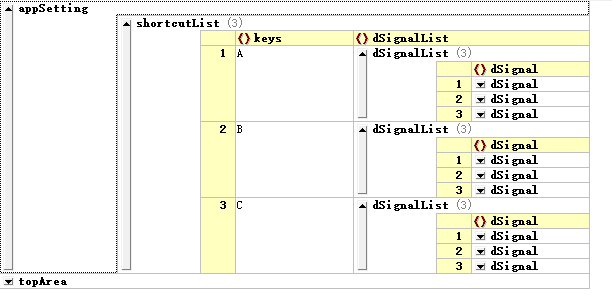 appSetting
shortcutList (3)
{} keys {} dSignalList
1 A dSignalList (3)
{} dSignal
1 dSignal
2 dSignal
3 dSignal
2 B dSignalList (3)
{} dSignal
1 dSignal
2 dSignal
3 dSignal
3 C dSignalList (3)
{} dSignal
1 dSignal
2 dSignal
3 dSignal
topArea